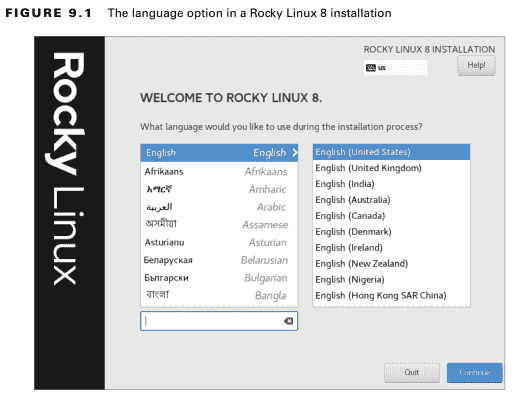 FIGURE 9.1 The language option in a Rocky Linux 8 installation
Rocky Linux
ROCKY LINUX 8 INSTALLATION
us
Help!
WELCOME TO ROCKY LINUX 8.
What language would you like to use during the installation process?
English English
Afrikaans Afrikaans
አማርኛ Amharic
العربية Arabic
অসমীয়া Assamese
Asturianu Asturian
Беларуская Belarusian
Български Bulgarian
বাংলা Bangla
English (United States)
English (United Kingdom)
English (India)
English (Australia)
English (Canada)
English (Denmark)
English (Ireland)
English (New Zealand)
English (Nigeria)
English (Hong Kong SAR China)
Quit
Continue